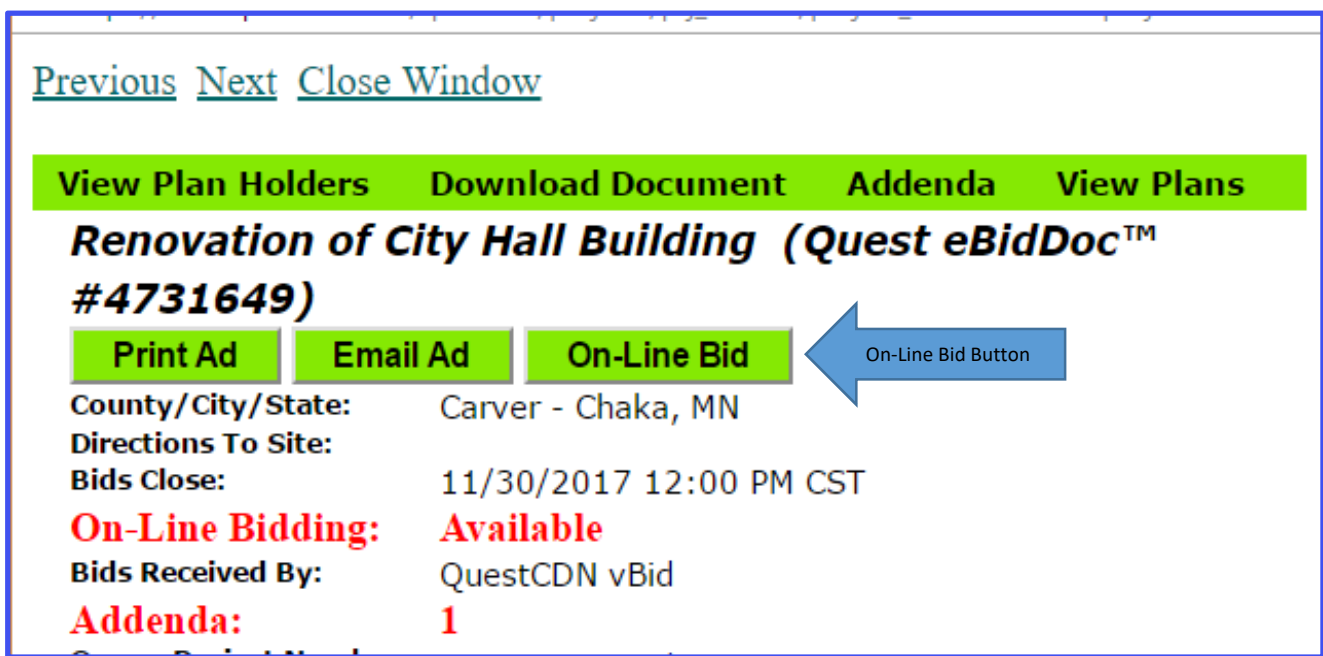 Previous Next Close Window
View Plan Holders Download Document Addenda View Plans
Renovation of City Hall Building (Quest eBidDoc™
#4731649)
Print Ad Email Ad On-Line Bid On-Line Bid Button
County/City/State: Carver - Chaka, MN
Directions To Site:
Bids Close: 11/30/2017 12:00 PM CST
On-Line Bidding: Available
Bids Received By: QuestCDN vBid
Addenda: 1